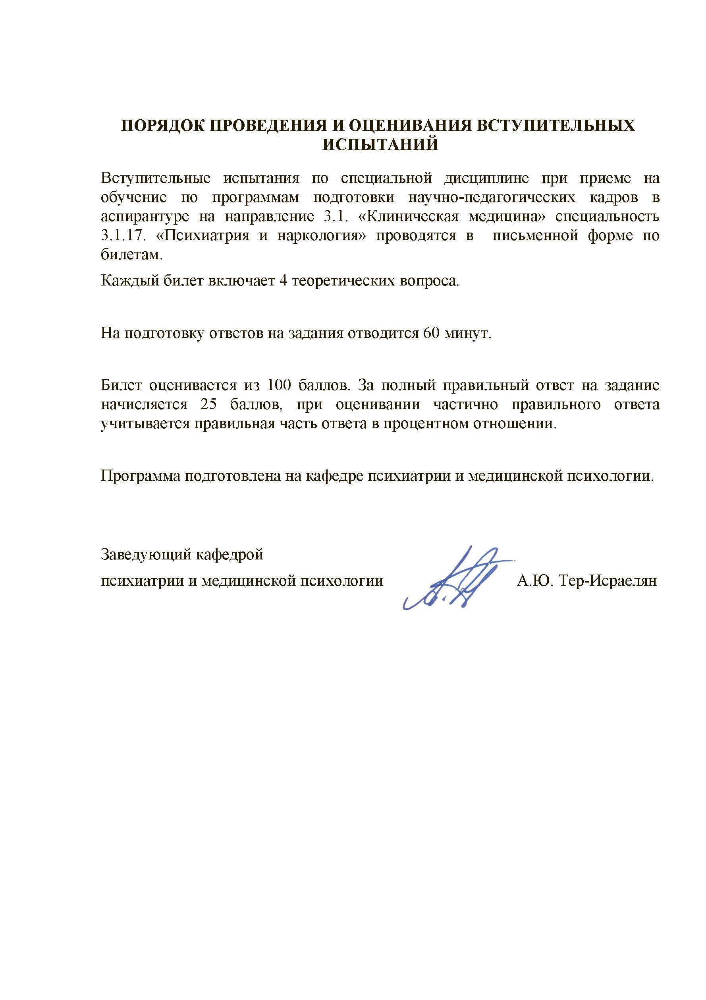 ПОРЯДОК ПРОВЕДЕНИЯ И ОЦЕНИВАНИЯ ВСТУПИТЕЛЬНЫХ
ИСПЫТАНИЙ
Вступительные испытания по специальной дисциплине при приеме на
обучение по программам подготовки научно-педагогических кадров в
аспирантуре на направление 3.1. «Клиническая медицина» специальность
3.1.17. «Психиатрия и наркология» проводятся в письменной форме по
билетам.
Каждый билет включает 4 теоретических вопроса.
На подготовку ответов на задания отводится 60 минут.
Билет оценивается из 100 баллов. За полный правильный ответ на задание
начисляется 25 баллов, при оценивании частично правильного ответа
учитывается правильная часть ответа в процентном отношении.
Программа подготовлена на кафедре психиатрии и медицинской психологии.
Заведующий кафедрой
психиатрии и медицинской психологии А.Ю. Тер-Исраелян